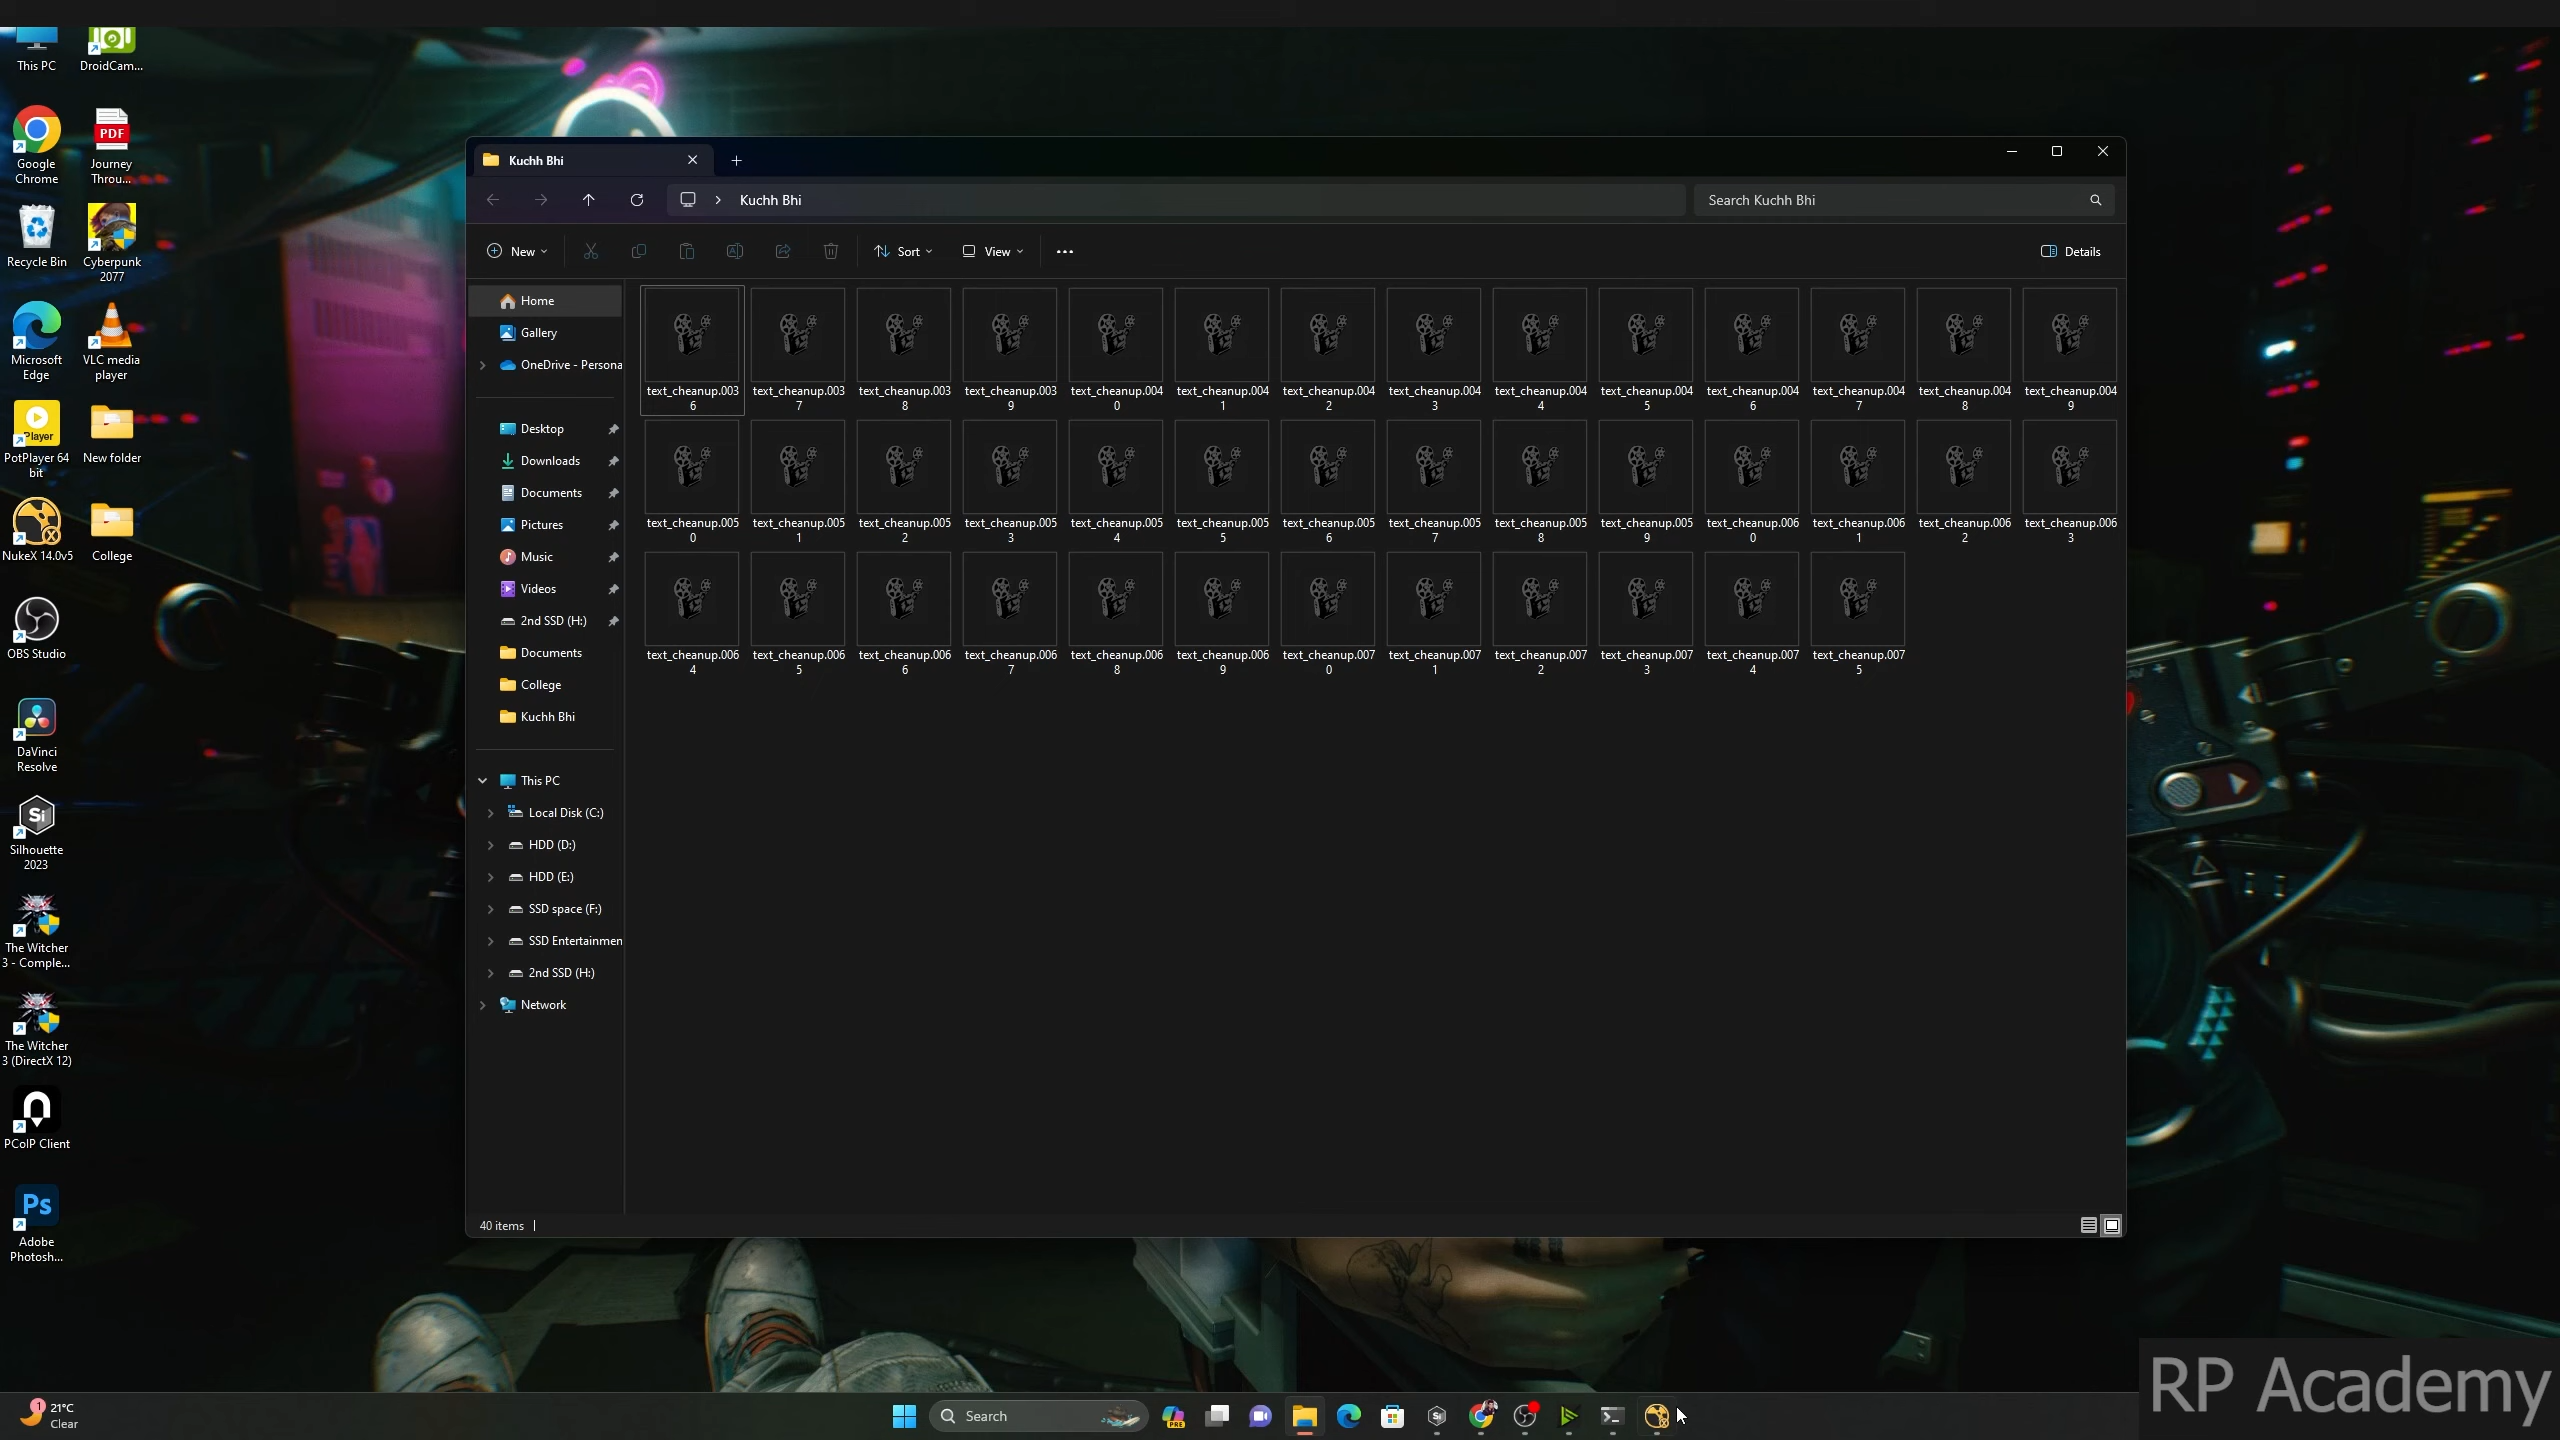 This PC
DroidCam...
Google
Chrome
PDF
Journey
Throu...
Recycle Bin
Cyberpunk
2077
Microsoft
Edge
VLC media
player
Player
PotPlayer 64
bit
New folder
NukeX 14.0v5
College
OBS Studio
DaVinci
Resolve
Si
Silhouette
2023
The Witcher
3 - Comple...
The Witcher
3 (DirectX 12)
PCoIP Client
Ps
Adobe
Photosh...
Kuchh Bhi
Kuchh Bhi
Search Kuchh Bhi
New
Sort
View
Details
Home
Gallery
OneDrive - Persona
Desktop
Downloads
Documents
Pictures
Music
Videos
2nd SSD (H:)
Documents
College
Kuchh Bhi
This PC
Local Disk (C:)
HDD (D:)
HDD (E:)
SSD space (F:)
SSD Entertainmen
2nd SSD (H:)
Network
text_cheanup.0036
text_cheanup.0037
text_cheanup.0038
text_cheanup.0039
text_cheanup.0040
text_cheanup.0041
text_cheanup.0042
text_cheanup.0043
text_cheanup.0044
text_cheanup.0045
text_cheanup.0046
text_cheanup.0047
text_cheanup.0048
text_cheanup.0049
text_cheanup.0050
text_cheanup.0051
text_cheanup.0052
text_cheanup.0053
text_cheanup.0054
text_cheanup.0055
text_cheanup.0056
text_cheanup.0057
text_cheanup.0058
text_cheanup.0059
text_cheanup.0060
text_cheanup.0061
text_cheanup.0062
text_cheanup.0063
text_cheanup.0064
text_cheanup.0065
text_cheanup.0066
text_cheanup.0067
text_cheanup.0068
text_cheanup.0069
text_cheanup.0070
text_cheanup.0071
text_cheanup.0072
text_cheanup.0073
text_cheanup.0074
text_cheanup.0075
40 items
1
21°C
Clear
Search
PRE
Si
RP Academy